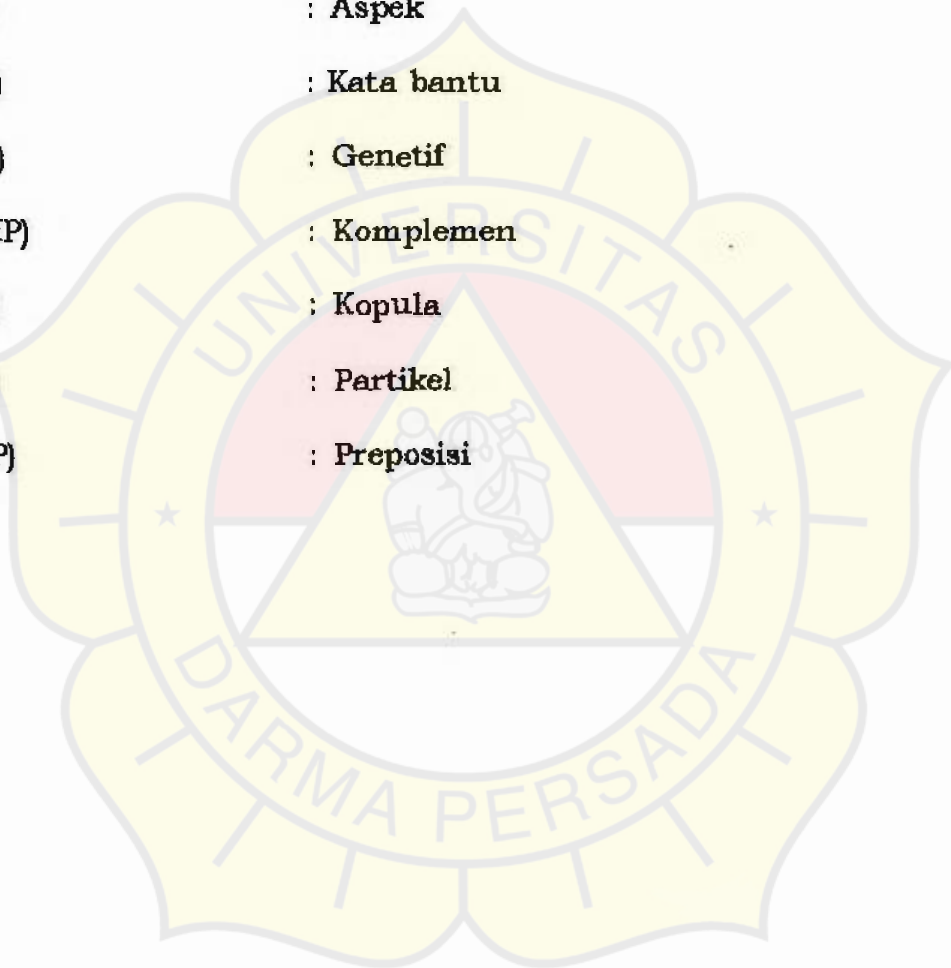 : Aspek
) : Kata bantu
) : Genetif
P) : Komplemen
: Kopula
: Partikel
P) : Preposisi
UNIVERSITAS
DARMA PERSADA